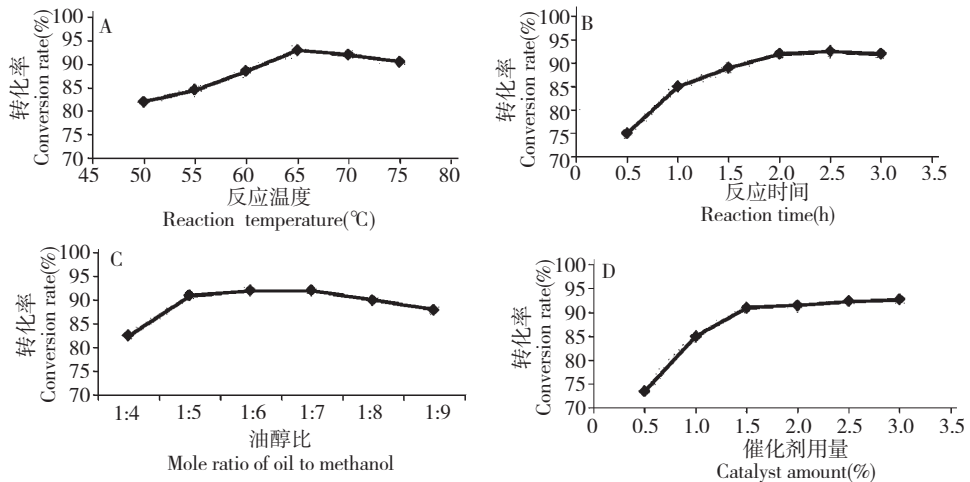 A
转化率
Conversion rate(%)
100
95
90
85
80
75
70
45 50 55 60 65 70 75 80
反应温度
Reaction temperature(℃)
B
转化率
Conversion rate(%)
100
95
90
85
80
75
70
0 0.5 1.0 1.5 2.0 2.5 3.0 3.5
反应时间
Reaction time(h)
C
转化率
Conversion rate(%)
100
95
90
85
80
75
70
1:4 1:5 1:6 1:7 1:8 1:9
油醇比
Mole ratio of oil to methanol
D
转化率
Conversion rate(%)
100
95
90
85
80
75
70
0 0.5 1.0 1.5 2.0 2.5 3.0 3.5
催化剂用量
Catalyst amount(%)